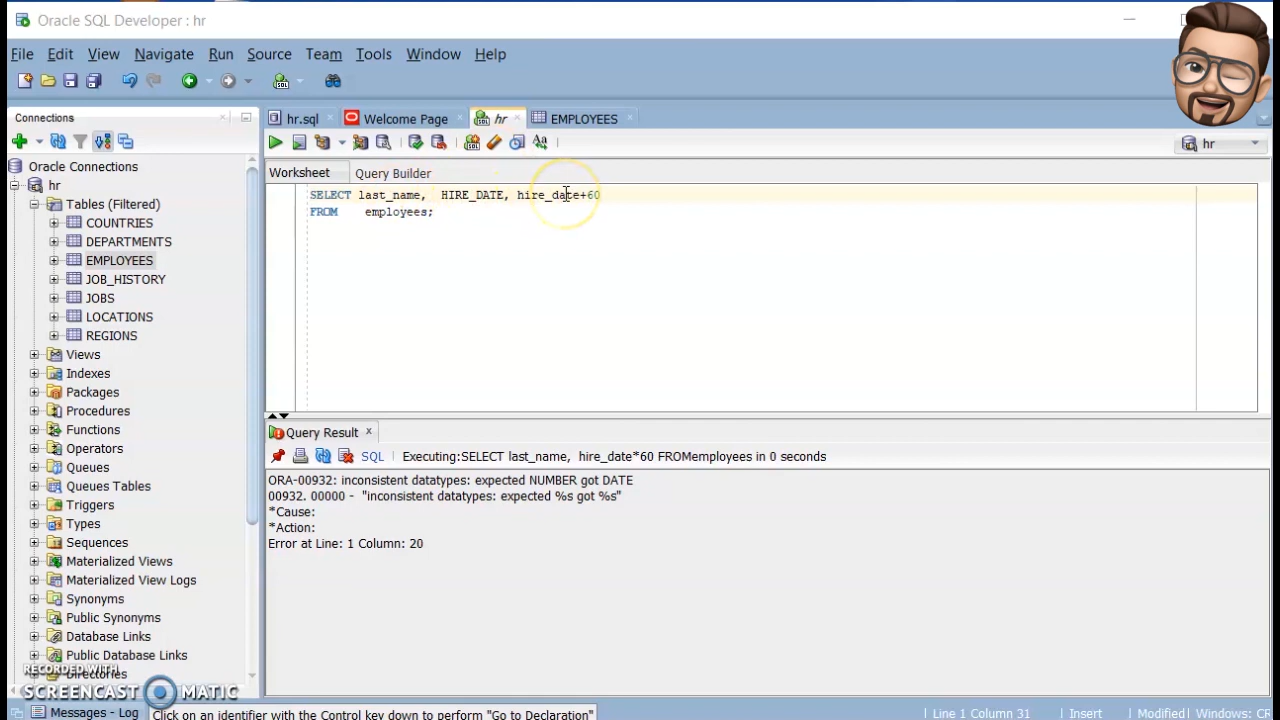 Oracle SQL Developer : hr
File Edit View Navigate Run Source Team Tools Window Help
Connections
hr.sql
Welcome Page
hr
EMPLOYEES
hr
Oracle Connections
hr
Tables (Filtered)
COUNTRIES
DEPARTMENTS
EMPLOYEES
JOB_HISTORY
JOBS
LOCATIONS
REGIONS
Views
Indexes
Packages
Procedures
Functions
Operators
Queues
Queues Tables
Triggers
Types
Sequences
Materialized Views
Materialized View Logs
Synonyms
Public Synonyms
Database Links
Public Database Links
Directories
Worksheet Query Builder
SELECT last_name, HIRE_DATE, hire_date+60
FROM employees;
Query Result
SQL Executing:SELECT last_name, hire_date*60 FROMemployees in 0 seconds
ORA-00932: inconsistent datatypes: expected NUMBER got DATE
00932. 00000 - "inconsistent datatypes: expected %s got %s"
*Cause:
*Action:
Error at Line: 1 Column: 20
RECORDED WITH
SCREENCAST MATIC
Messages - Log
Click on an identifier with the Control key down to perform "Go to Declaration"
Line 1 Column 31
Insert
Modified
Windows: CR